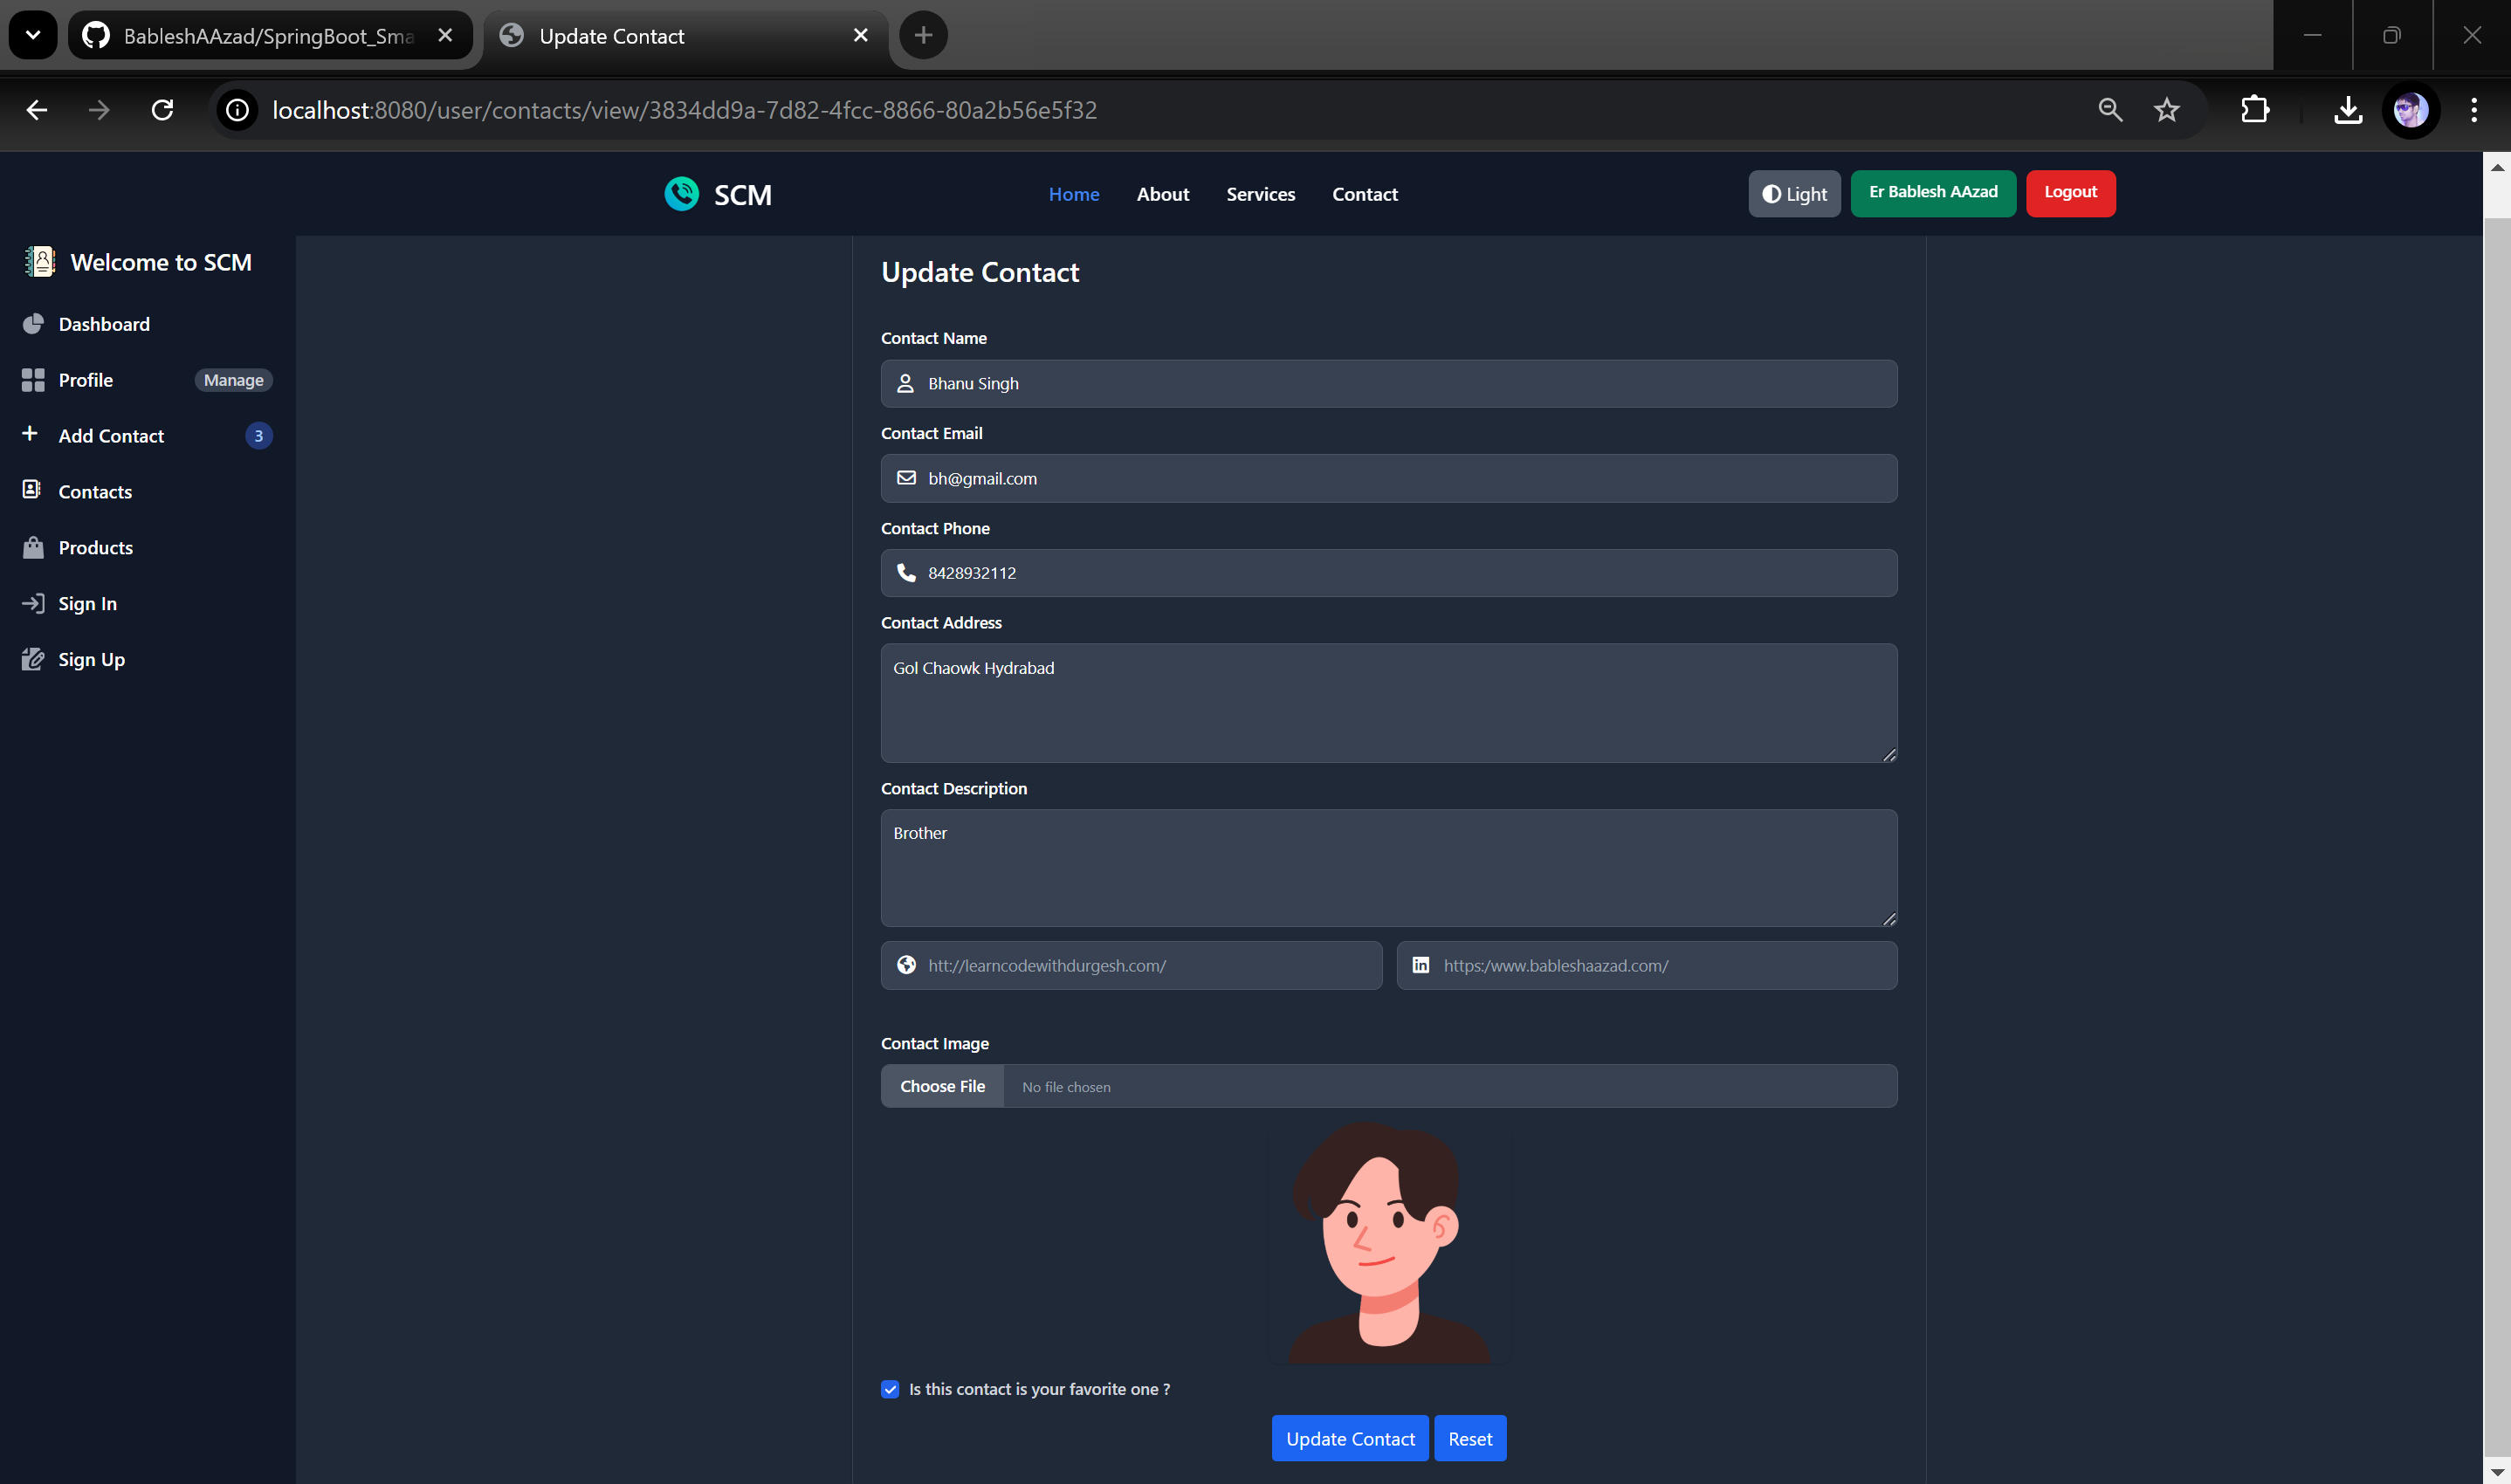 BableshAAzad/SpringBoot_Sma
Update Contact
localhost:8080/user/contacts/view/3834dd9a-7d82-4fcc-8866-80a2b56e5f32
SCM
Home
About
Services
Contact
Light
Er Bablesh AAzad
Logout
Welcome to SCM
Dashboard
Profile
Manage
Add Contact
3
Contacts
Products
Sign In
Sign Up
Update Contact
Contact Name
Bhanu Singh
Contact Email
bh@gmail.com
Contact Phone
8428932112
Contact Address
Gol Chaowk Hydrabad
Contact Description
Brother
htt://learncodewithdurgesh.com/
https:/www.bableshaazad.com/
Contact Image
Choose File
No file chosen
Is this contact is your favorite one ?
Update Contact
Reset